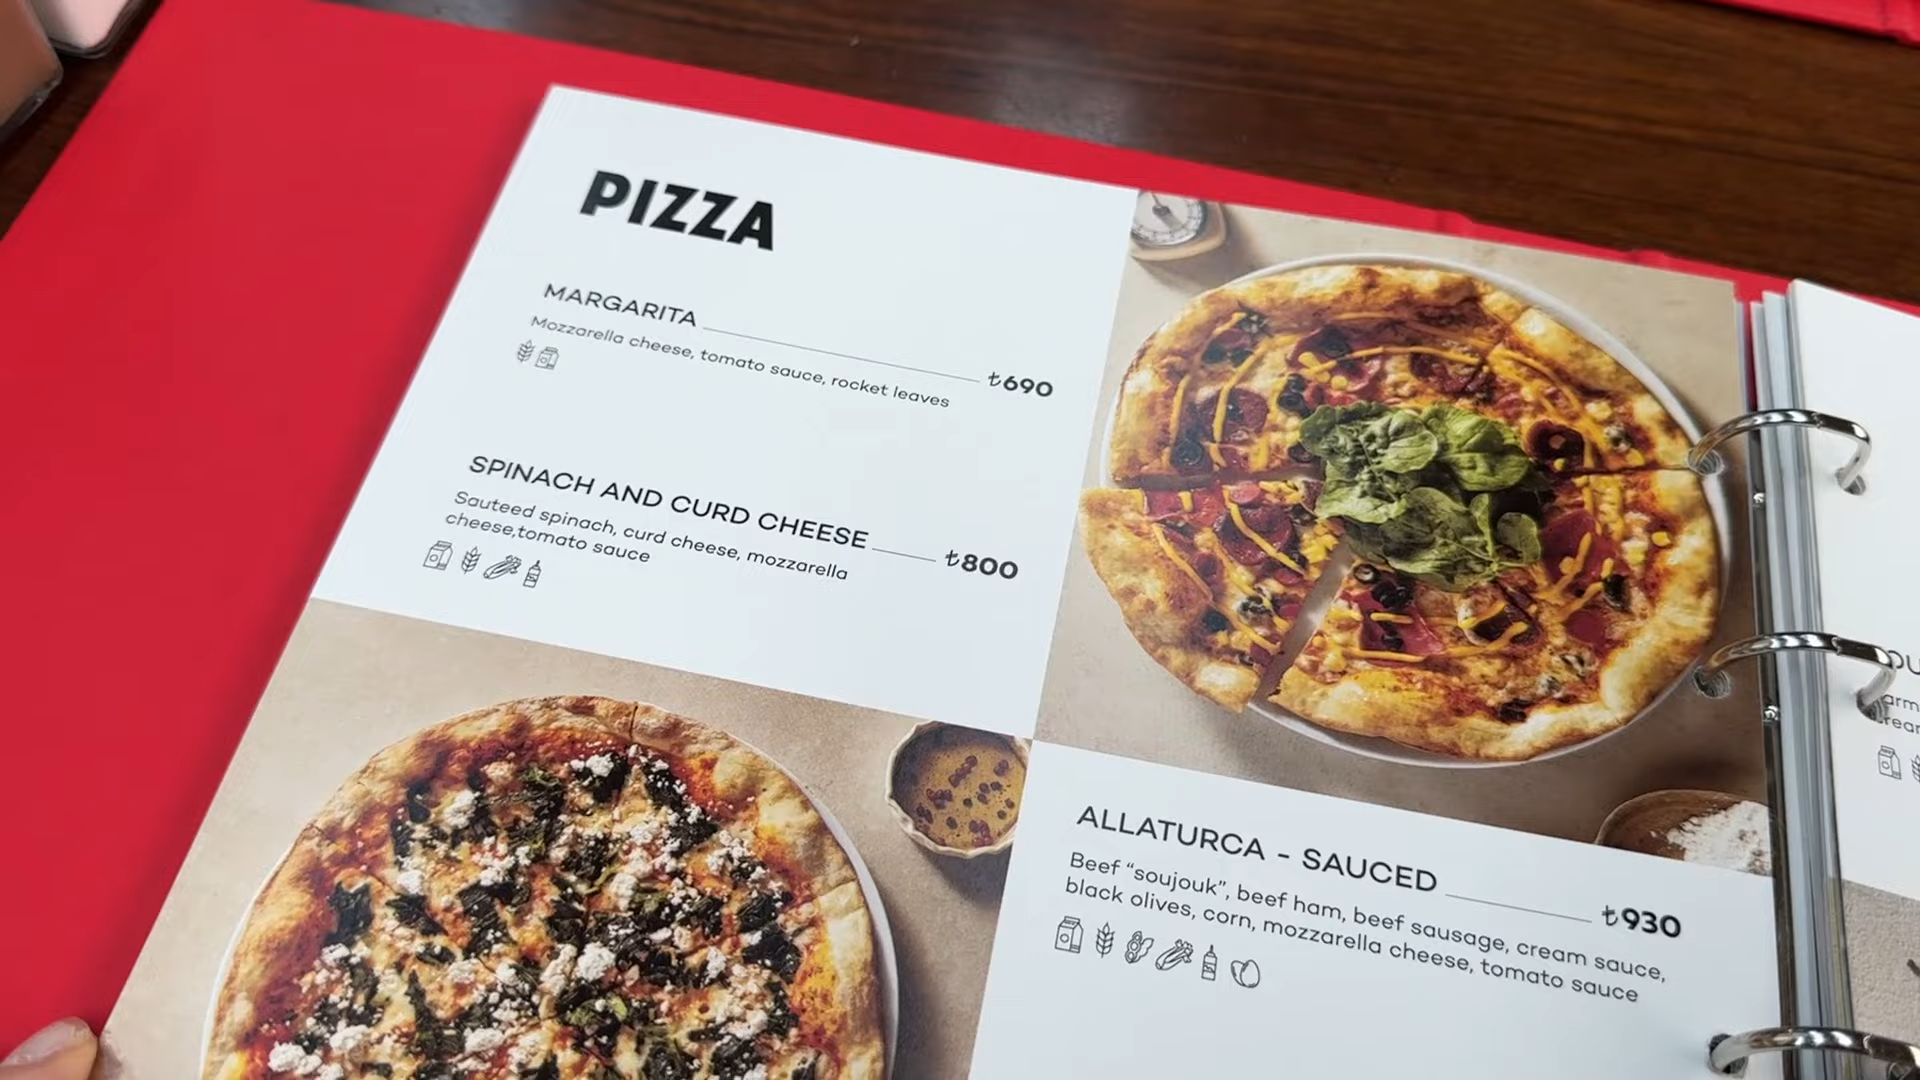 PIZZA
MARGARITA ₺690
Mozzarella cheese, tomato sauce, rocket leaves
SPINACH AND CURD CHEESE ₺800
Sauteed spinach, curd cheese, mozzarella
cheese,tomato sauce
ALLATURCA - SAUCED ₺930
Beef “soujouk”, beef ham, beef sausage, cream sauce,
black olives, corn, mozzarella cheese, tomato sauce